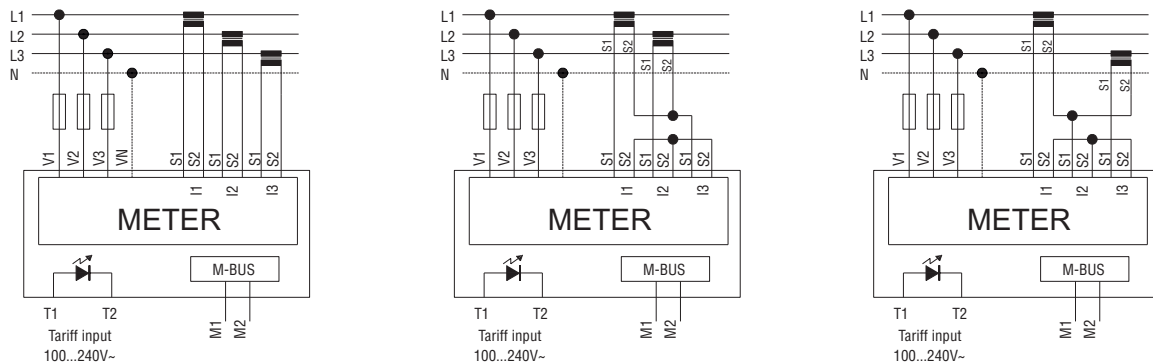 L1
L2
L3
N
V1 V2 V3 VN S1 S2 S1 S2 S1 S2
I1 I2 I3
METER
M-BUS
T1 T2
M1 M2
Tariff input
100...240V~
L1
L2
L3
N
S1 S2
S1 S2
V1 V2 V3 S1 S2 S1 S2 S1 S2
I1 I2 I3
METER
M-BUS
T1 T2
M1 M2
Tariff input
100...240V~
L1
L2
L3
N
S1 S2
S1 S2
V1 V2 V3 S1 S2 S1 S2 S1 S2
I1 I2 I3
METER
M-BUS
T1 T2
M1 M2
Tariff input
100...240V~